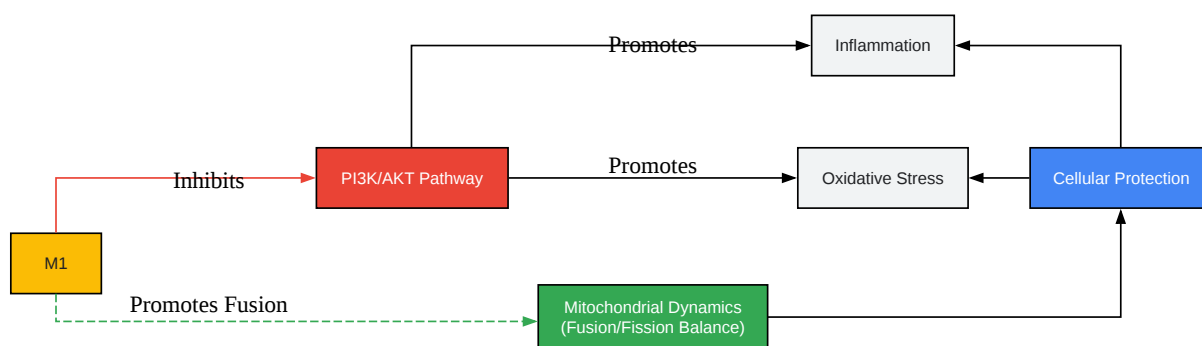 Promotes
Inflammation
Inhibits
PI3K/AKT Pathway
Promotes
Oxidative Stress
Cellular Protection
M1
Promotes Fusion
Mitochondrial Dynamics
(Fusion/Fission Balance)